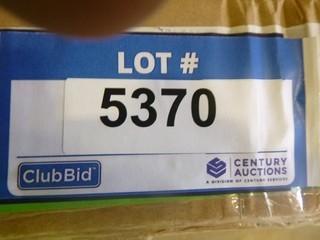 LOT #
5370
ClubBid
CENTURY
AUCTIONS
A DIVISION OF CENTURY SERVICES